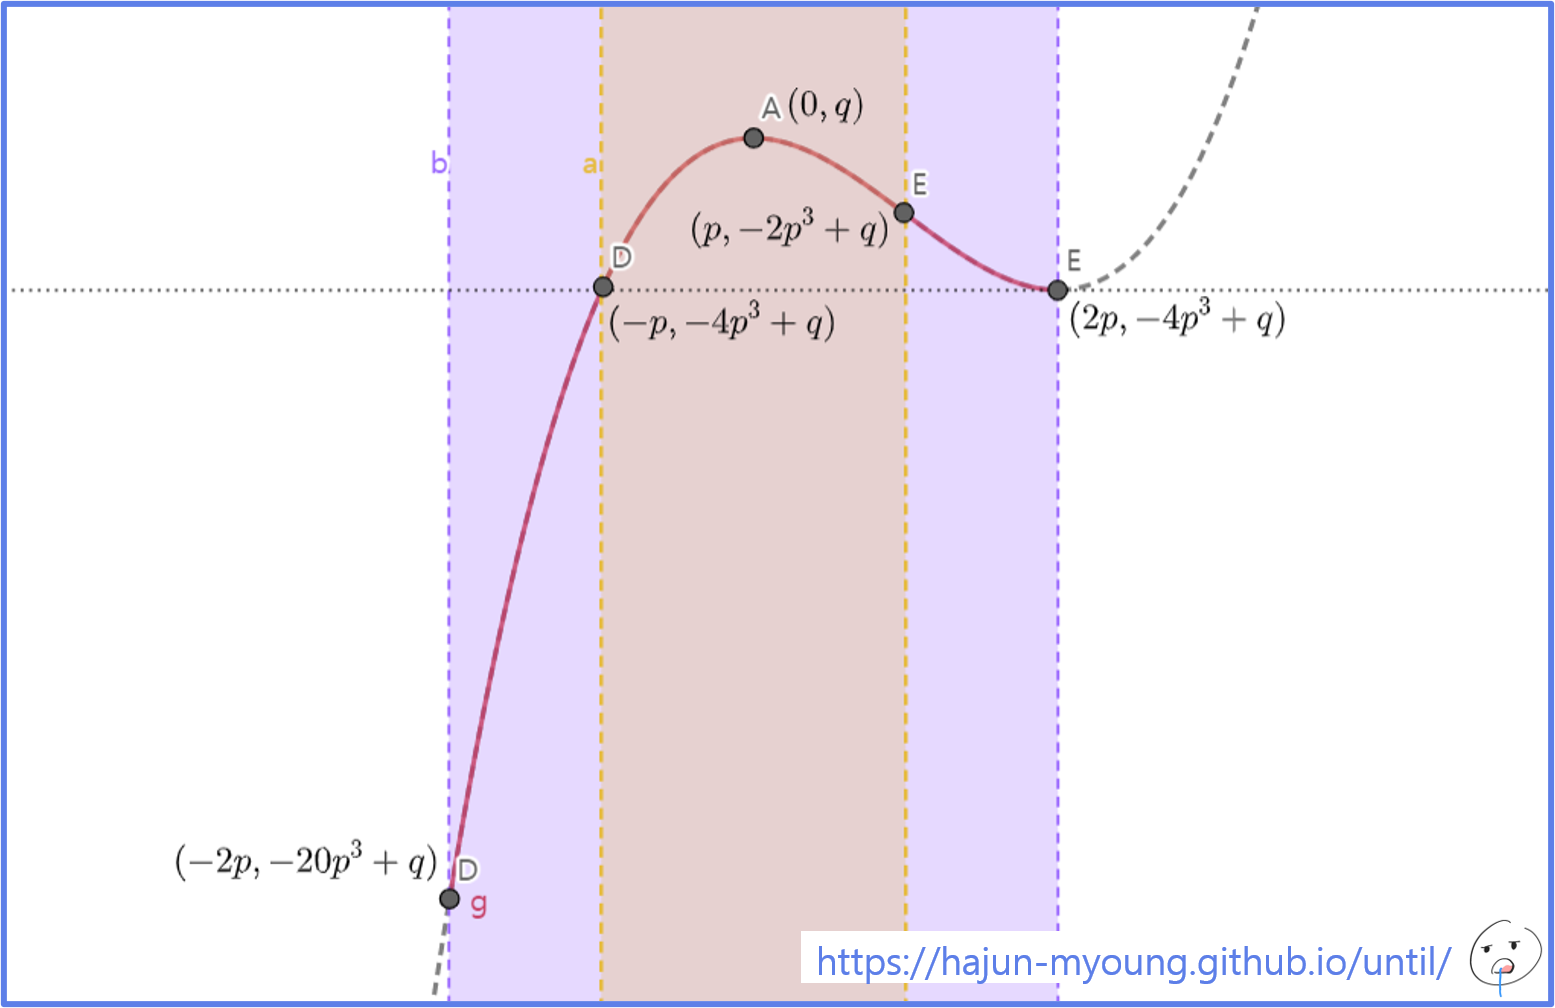 A (0, q)
b
a
E
(p, −2p³ + q)
D
E
(−p, −4p³ + q)
(2p, −4p³ + q)
(−2p, −20p³ + q)
D
g
https://hajun-myoung.github.io/until/